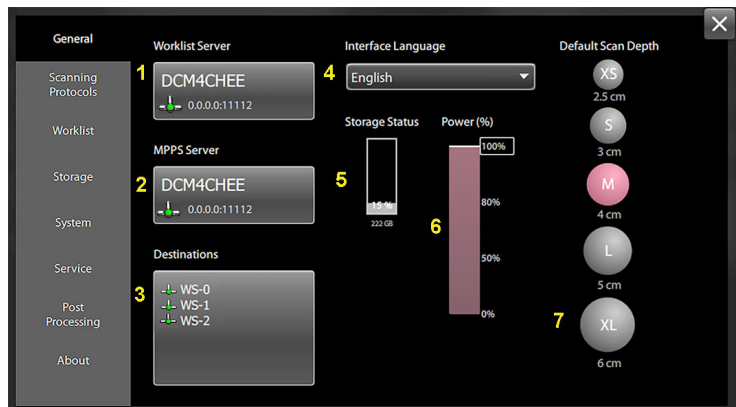 General
Scanning
Protocols
Worklist
Storage
System
Service
Post
Processing
About
Worklist Server
1
DCM4CHEE
0.0.0.0:11112
MPPS Server
2
DCM4CHEE
0.0.0.0:11112
Destinations
3
WS-0
WS-1
WS-2
Interface Language
4
English
Storage Status
5
15 %
222 GB
Power (%)
6
100%
80%
50%
0%
Default Scan Depth
XS
2.5 cm
S
3 cm
M
4 cm
L
5 cm
7
XL
6 cm